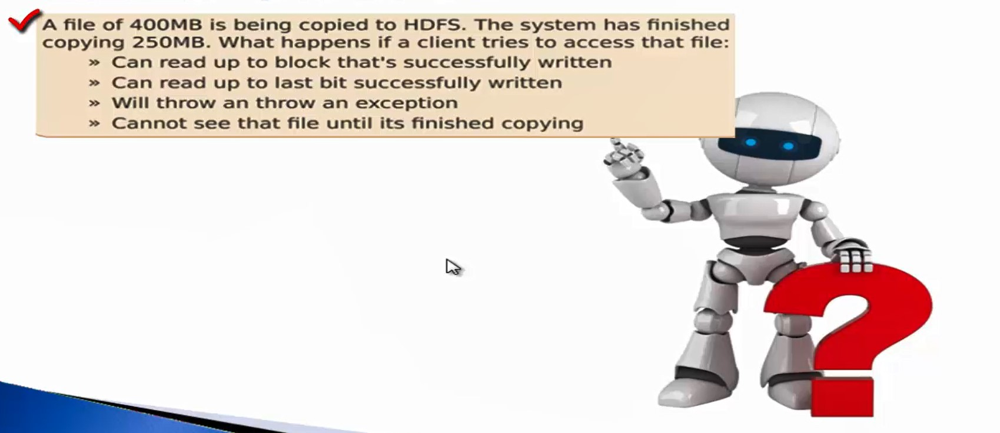 A file of 400MB is being copied to HDFS. The system has finished
copying 250MB. What happens if a client tries to access that file:
» Can read up to block that's successfully written
» Can read up to last bit successfully written
» Will throw an throw an exception
» Cannot see that file until its finished copying
?